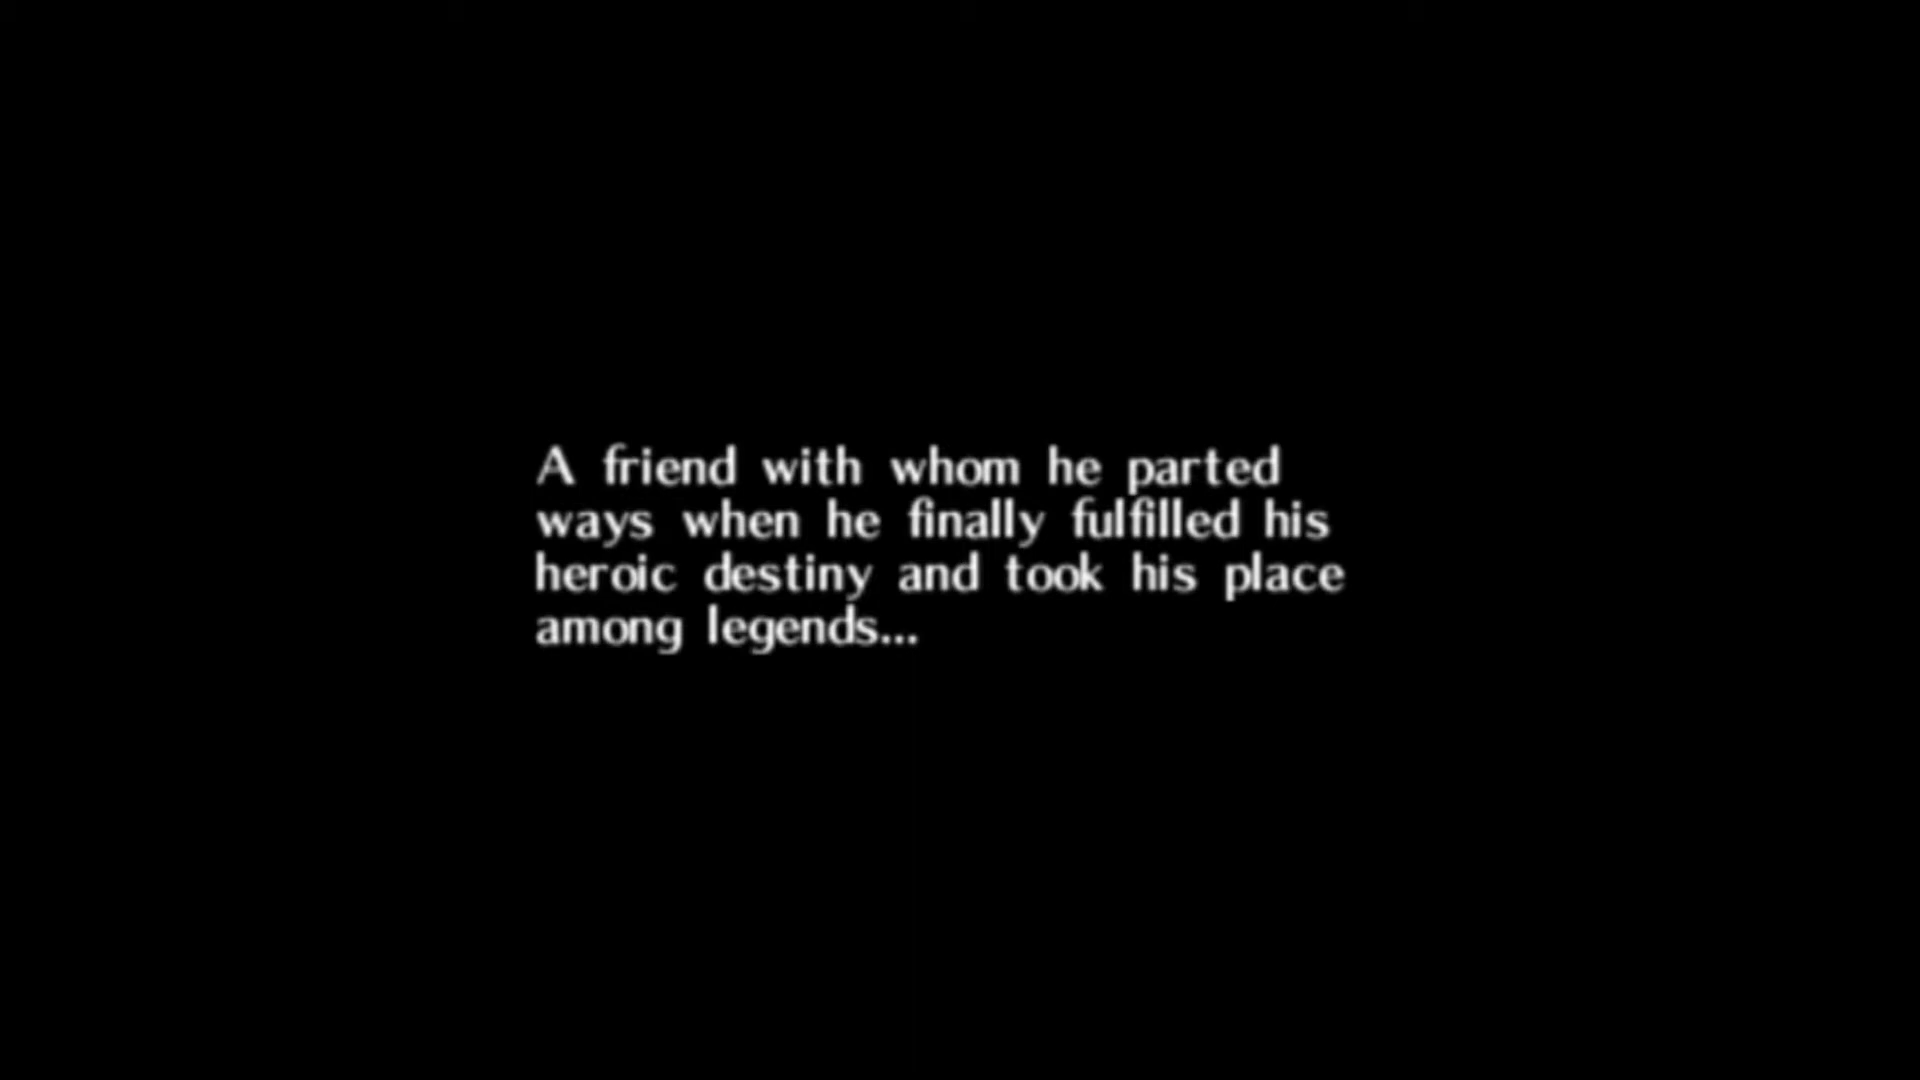 A friend with whom he parted
ways when he finally fulfilled his
heroic destiny and took his place
among legends...